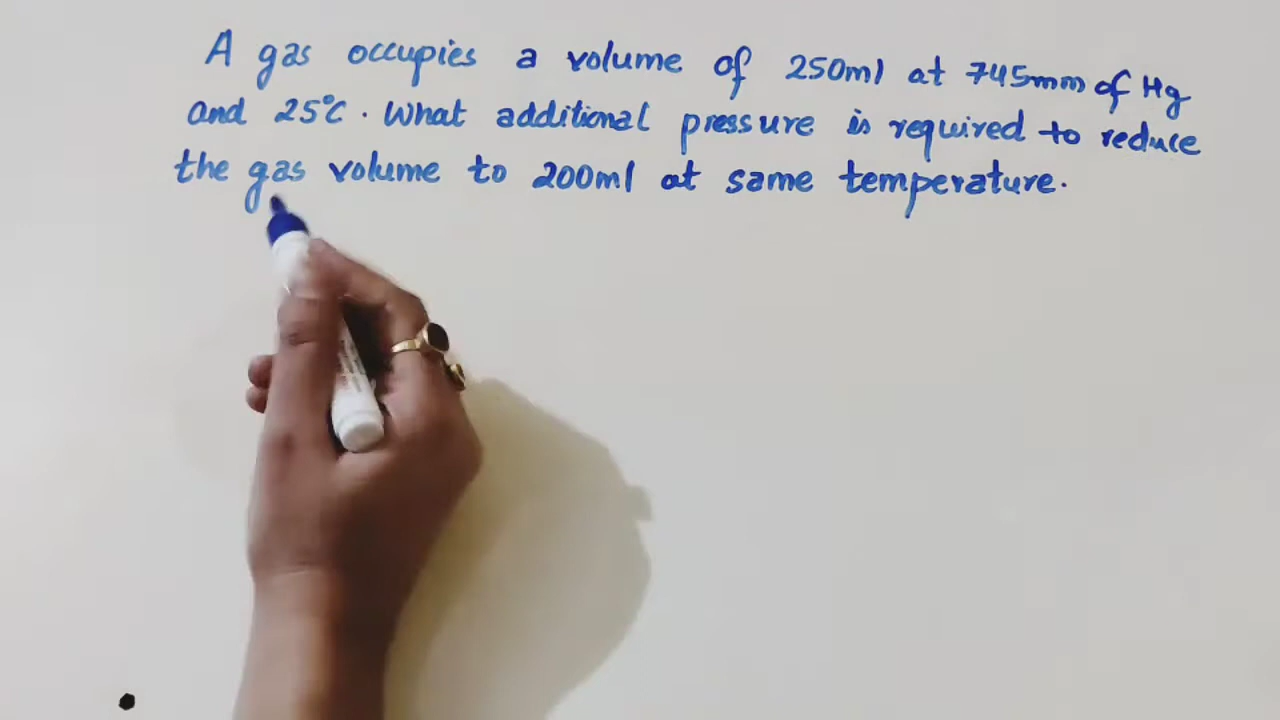 A gas occupies a volume of 250ml at 745mm of Hg
and 25°C. What additional pressure is required to reduce
the gas volume to 200ml at same temperature.